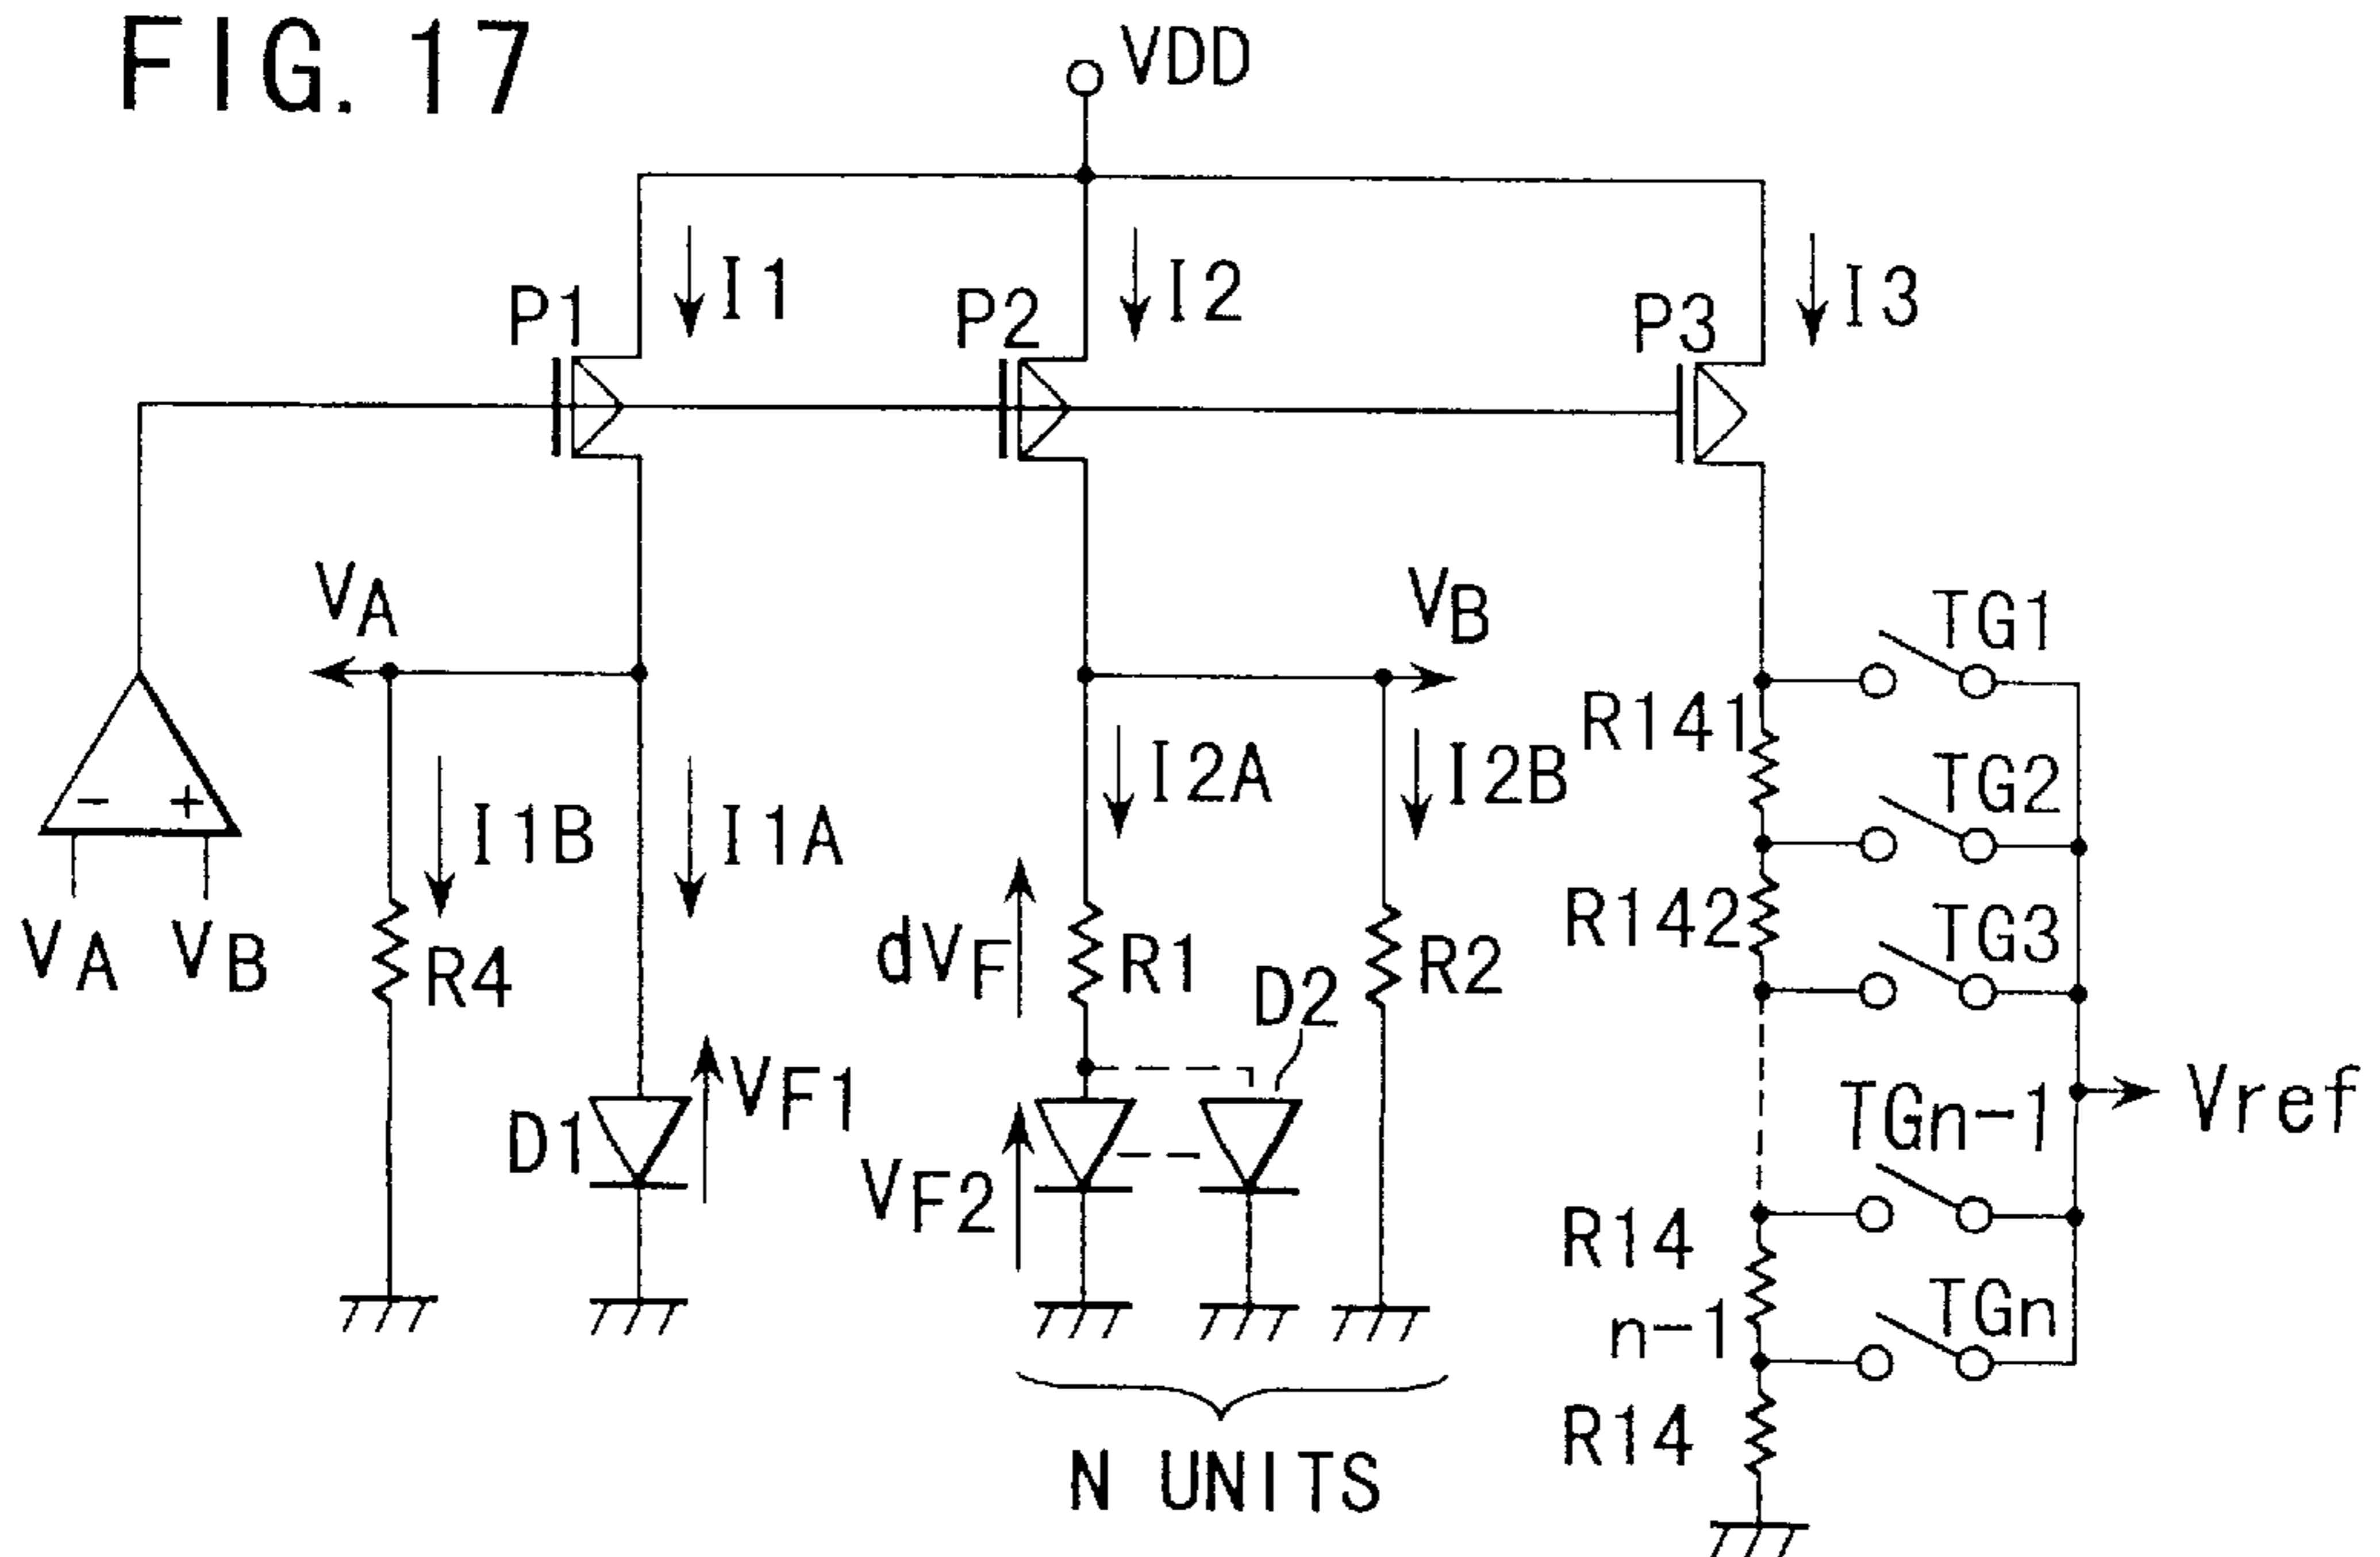 FIG. 17
VDD
I1
I2
I3
P1
P2
P3
VA
VB
TG1
R141
I2A
I2B
TG2
- +
I1B
I1A
R142
TG3
VA VB
R4
dVF
R1
D2
R2
VF1
TGn-1
Vref
D1
VF2
R14
n-1
TGn
R14
N UNITS